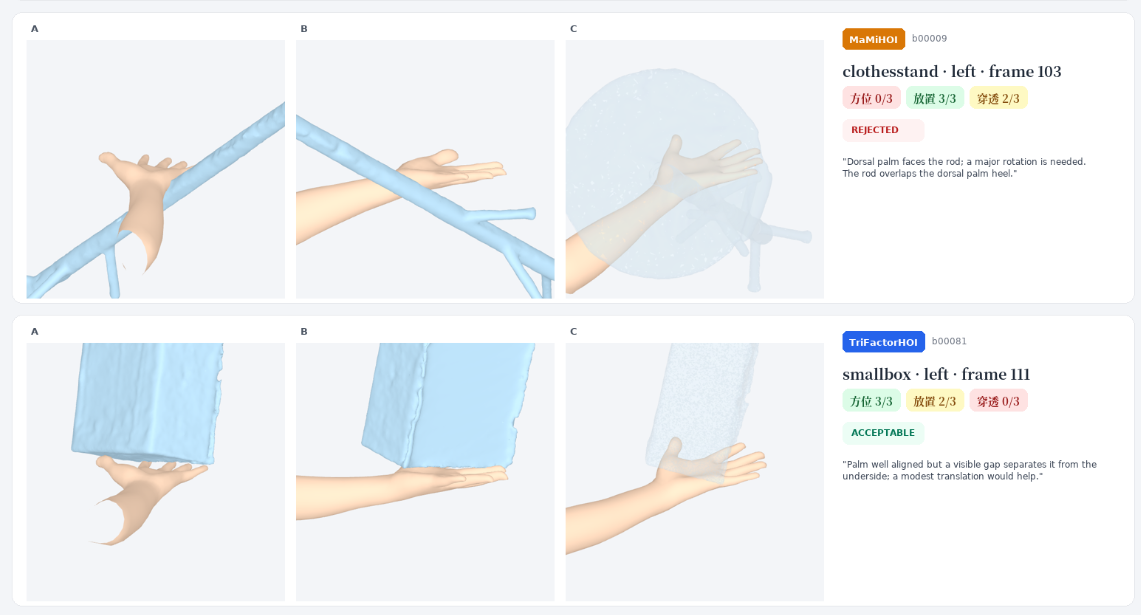 A
B
C
MaMiHOI b00009
clothesstand · left · frame 103
方位 0/3 放置 3/3 穿透 2/3
REJECTED
"Dorsal palm faces the rod; a major rotation is needed.
The rod overlaps the dorsal palm heel."
A
B
C
TriFactorHOI b00081
smallbox · left · frame 111
方位 3/3 放置 2/3 穿透 0/3
ACCEPTABLE
"Palm well aligned but a visible gap separates it from the
underside; a modest translation would help."